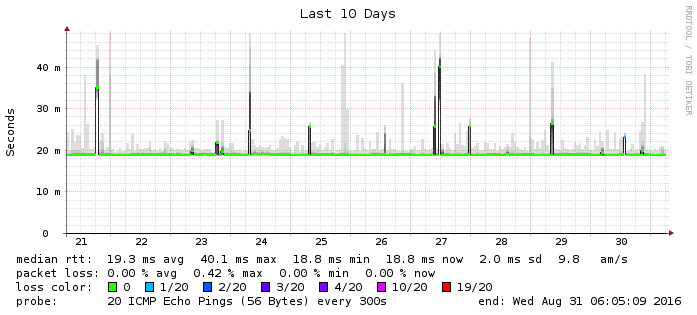 Last 10 Days
RRDTOOL / TOBI OETIKER
Seconds
40 m
30 m
20 m
10 m
0
21 22 23 24 25 26 27 28 29 30
median rtt: 19.3 ms avg 40.1 ms max 18.8 ms min 18.8 ms now 2.0 ms sd 9.8 am/s
packet loss: 0.00 % avg 0.42 % max 0.00 % min 0.00 % now
loss color: 0 1/20 2/20 3/20 4/20 10/20 19/20
probe: 20 ICMP Echo Pings (56 Bytes) every 300s end: Wed Aug 31 06:05:09 2016